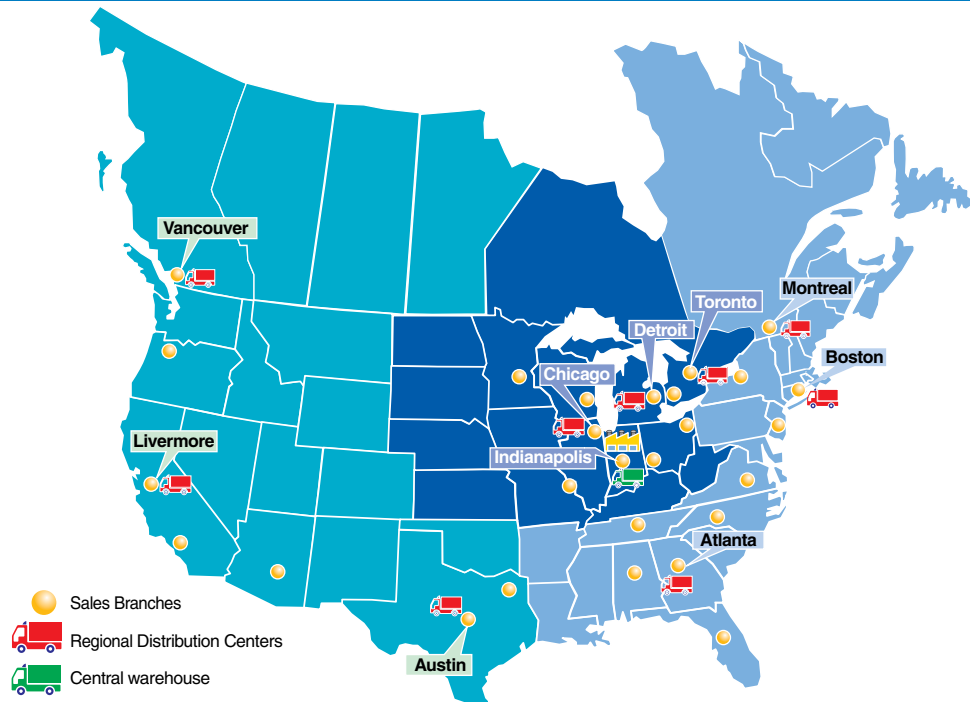 Vancouver
Toronto
Montreal
Detroit
Boston
Chicago
Livermore
Indianapolis
Atlanta
Sales Branches
Regional Distribution Centers
Austin
Central warehouse